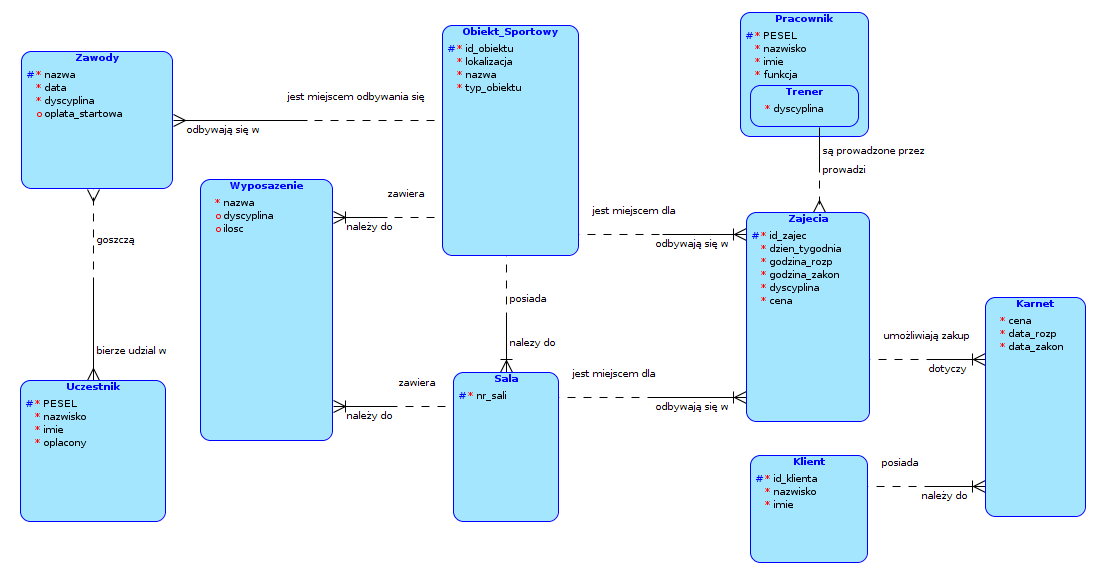 Zawody
#* nazwa
* data
* dyscyplina
o oplata_startowa
jest miejscem odbywania się
odbywają się w
Obiekt_Sportowy
#* id_obiektu
* lokalizacja
* nazwa
* typ_obiektu
Pracownik
#* PESEL
* nazwisko
* imie
* funkcja
Trener
* dyscyplina
są prowadzone przez
prowadzi
Wyposazenie
* nazwa
o dyscyplina
o ilosc
zawiera
należy do
jest miejscem dla
odbywają się w
Zajecia
#* id_zajec
* dzien_tygodnia
* godzina_rozp
* godzina_zakon
* dyscyplina
* cena
goszczą
bierze udzial w
posiada
nalezy do
Karnet
* cena
* data_rozp
* data_zakon
umożliwiają zakup
dotyczy
Uczestnik
#* PESEL
* nazwisko
* imie
* oplacony
zawiera
należy do
Sala
#* nr_sali
jest miejscem dla
odbywają się w
Klient
#* id_klienta
* nazwisko
* imie
posiada
należy do